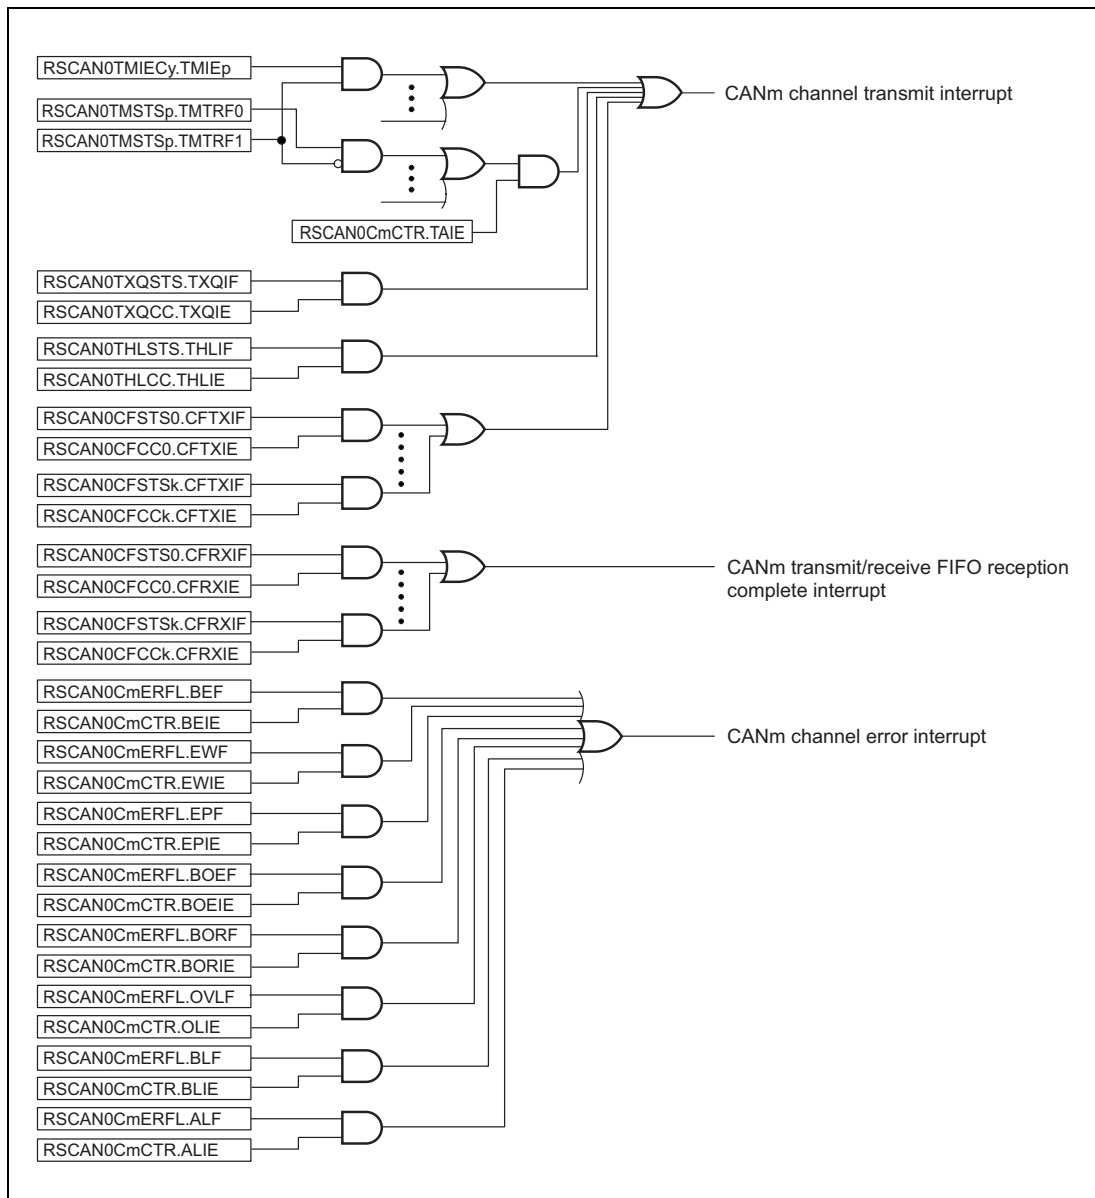 RSCAN0TMIECy.TMIEp
RSCAN0TMSTSp.TMTRF0
RSCAN0TMSTSp.TMTRF1
CANm channel transmit interrupt
RSCAN0CmCTR.TAIE
RSCAN0TXQSTS.TXQIF
RSCAN0TXQCC.TXQIE
RSCAN0THLSTS.THLIF
RSCAN0THLCC.THLIE
RSCAN0CFSTS0.CFTXIF
RSCAN0CFCC0.CFTXIE
RSCAN0CFSTSk.CFTXIF
RSCAN0CFCCk.CFTXIE
RSCAN0CFSTS0.CFRXIF
RSCAN0CFCC0.CFRXIE
CANm transmit/receive FIFO reception
complete interrupt
RSCAN0CFSTSk.CFRXIF
RSCAN0CFCCk.CFRXIE
RSCAN0CmERFL.BEF
RSCAN0CmCTR.BEIE
CANm channel error interrupt
RSCAN0CmERFL.EWF
RSCAN0CmCTR.EWIE
RSCAN0CmERFL.EPF
RSCAN0CmCTR.EPIE
RSCAN0CmERFL.BOEF
RSCAN0CmCTR.BOEIE
RSCAN0CmERFL.BORF
RSCAN0CmCTR.BORIE
RSCAN0CmERFL.OVLF
RSCAN0CmCTR.OLIE
RSCAN0CmERFL.BLF
RSCAN0CmCTR.BLIE
RSCAN0CmERFL.ALF
RSCAN0CmCTR.ALIE